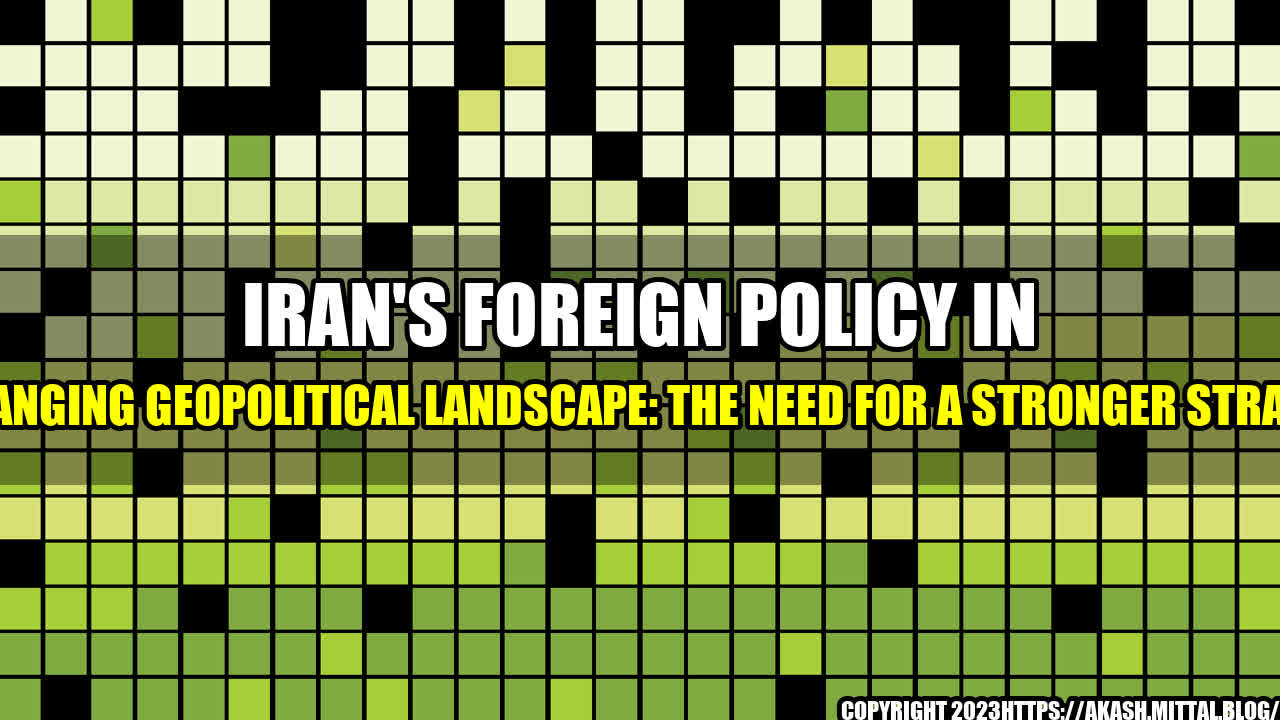 IRAN'S FOREIGN POLICY IN
ANGING GEOPOLITICAL LANDSCAPE: THE NEED FOR A STRONGER STRA
COPYRIGHT 2023HTTPS://AKASH.MITTAL.BLOG/